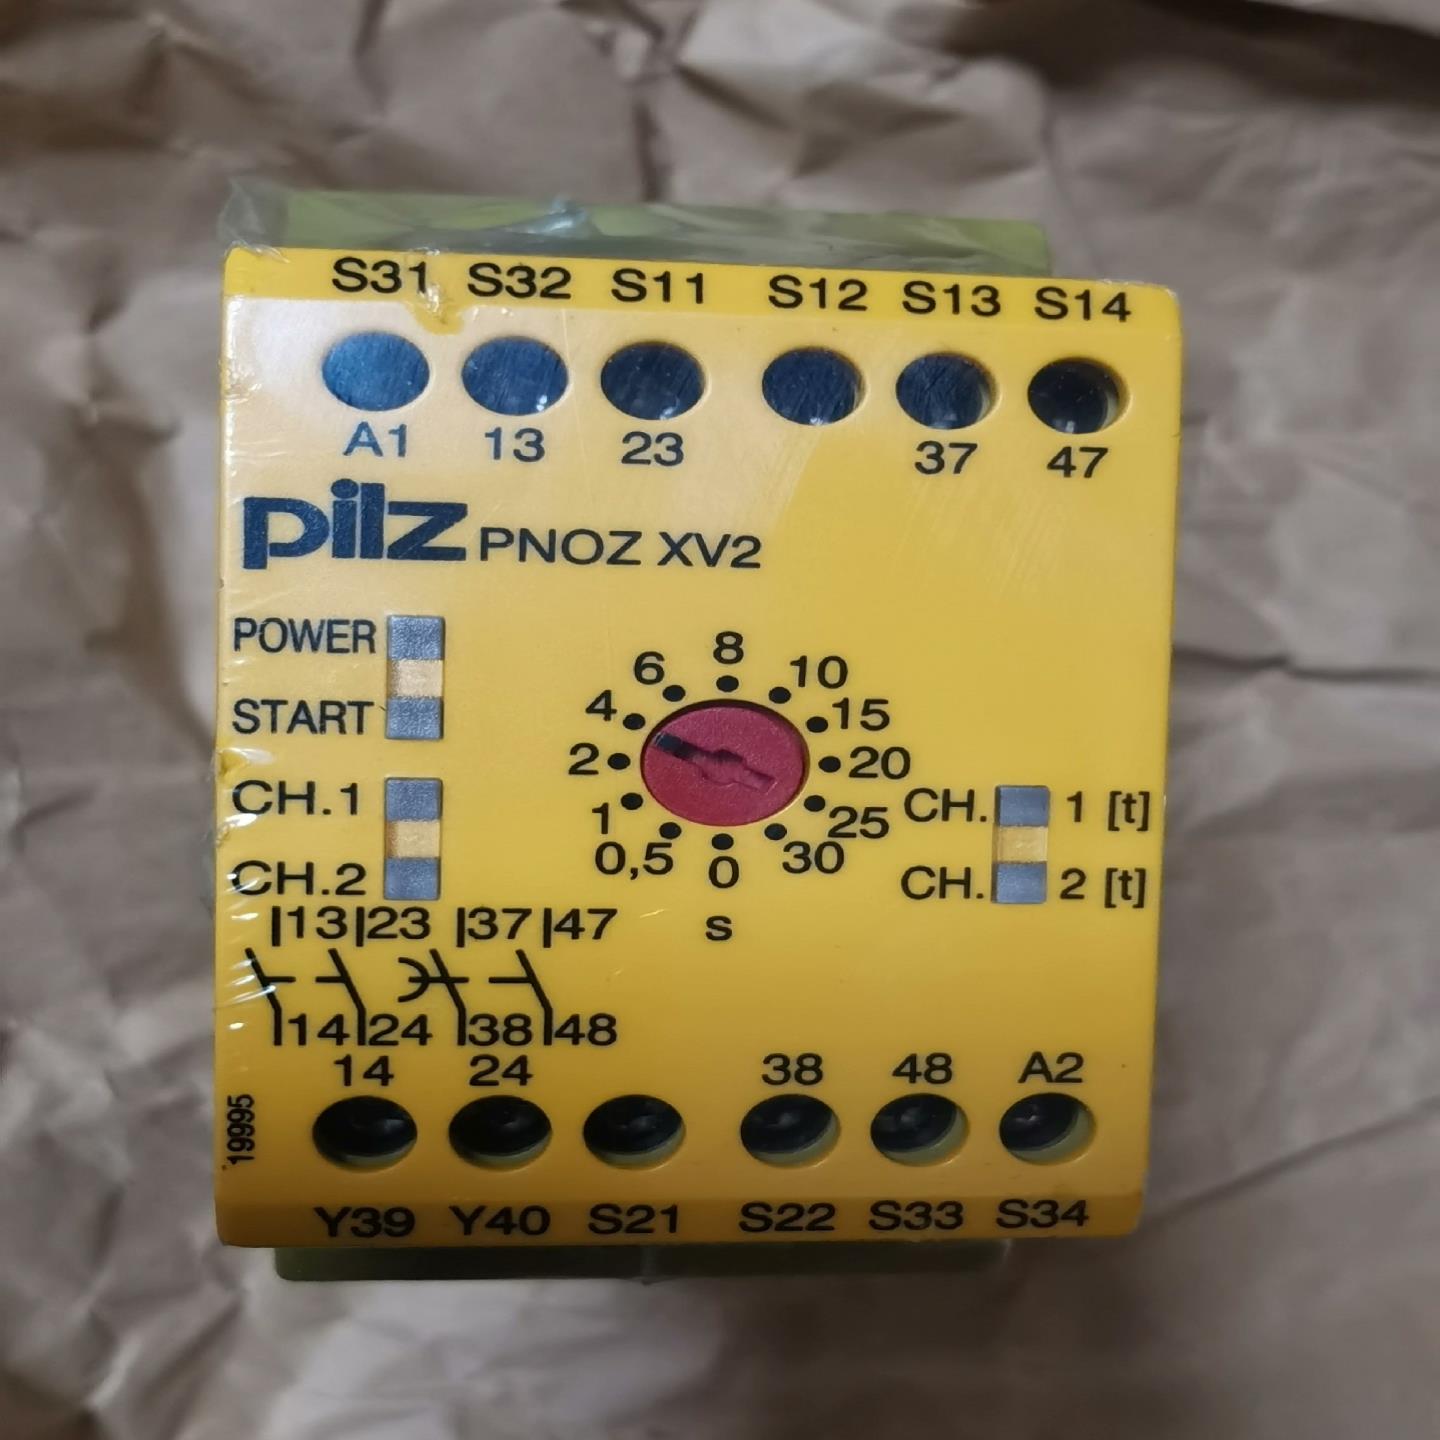 S31 S32 S11 S12 S13 S14
A1 13 23 37 47
pilz PNOZ XV2
POWER
START
CH.1
CH.2
8
6 10
4 15
2 20
1 25
0,5 30
0
s
CH. 1 [t]
CH. 2 [t]
13 23 37 47
14 24 38 48
14 24 38 48 A2
19995
Y39 Y40 S21 S22 S33 S34